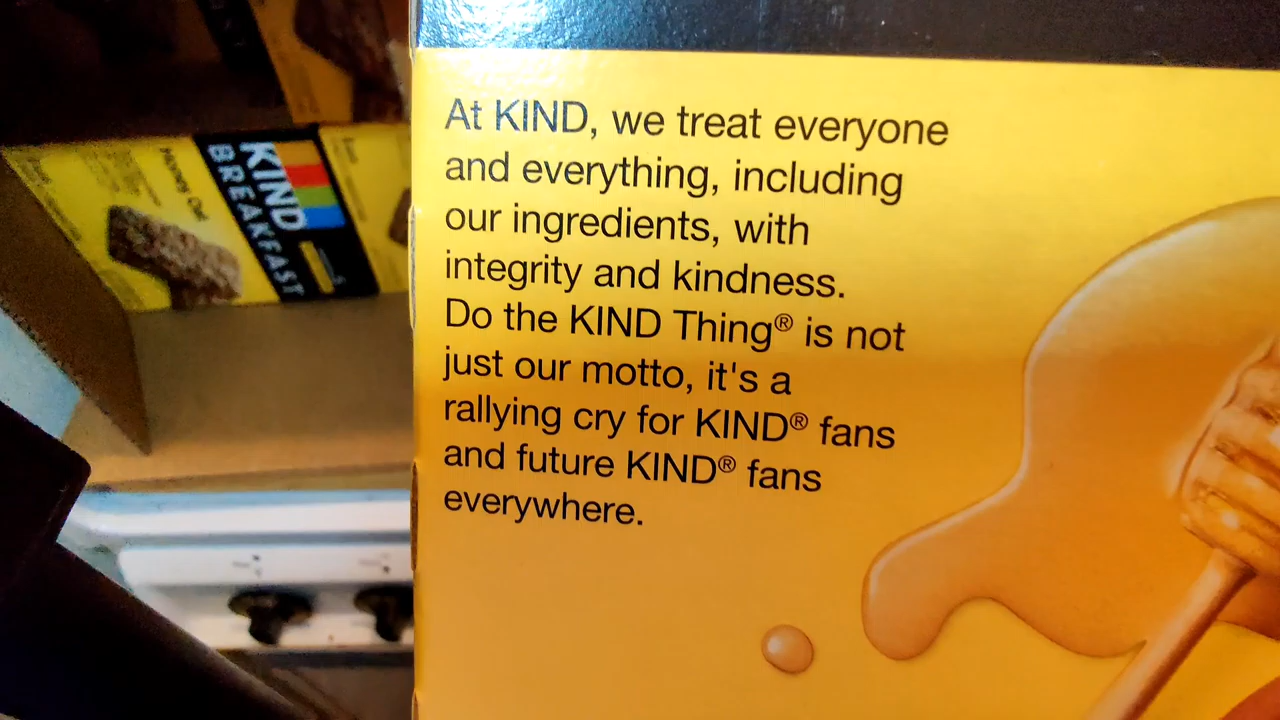 At KIND, we treat everyone
and everything, including
our ingredients, with
integrity and kindness.
Do the KIND Thing® is not
just our motto, it's a
rallying cry for KIND® fans
and future KIND® fans
everywhere.
KIND
BREAKFAST